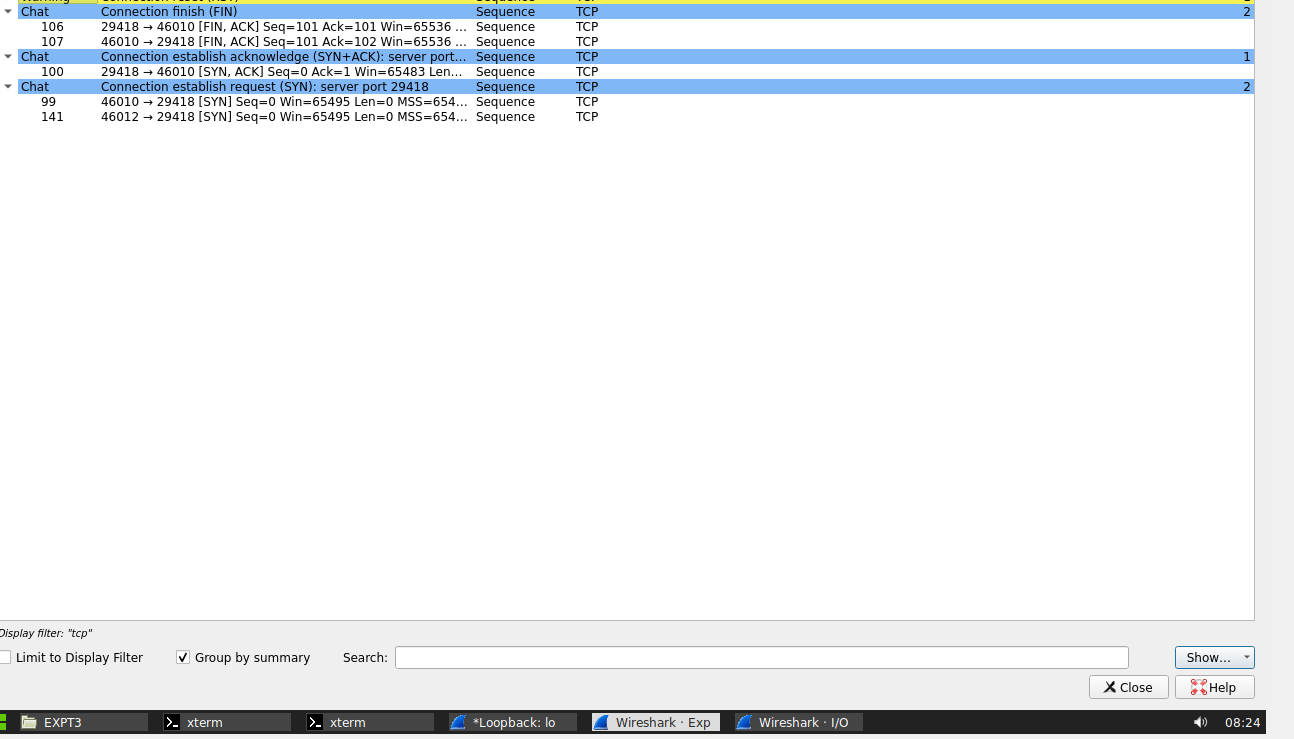 Chat Connection finish (FIN) Sequence TCP 2
106 29418 → 46010 [FIN, ACK] Seq=101 Ack=101 Win=65536 ... Sequence TCP
107 46010 → 29418 [FIN, ACK] Seq=101 Ack=102 Win=65536 ... Sequence TCP
Chat Connection establish acknowledge (SYN+ACK): server port... Sequence TCP 1
100 29418 → 46010 [SYN, ACK] Seq=0 Ack=1 Win=65483 Len... Sequence TCP
Chat Connection establish request (SYN): server port 29418 Sequence TCP 2
99 46010 → 29418 [SYN] Seq=0 Win=65495 Len=0 MSS=654... Sequence TCP
141 46012 → 29418 [SYN] Seq=0 Win=65495 Len=0 MSS=654... Sequence TCP
Display filter: "tcp"
Limit to Display Filter Group by summary Search: Show...
Close Help
EXPT3 xterm xterm *Loopback: lo Wireshark · Exp Wireshark · I/O 08:24